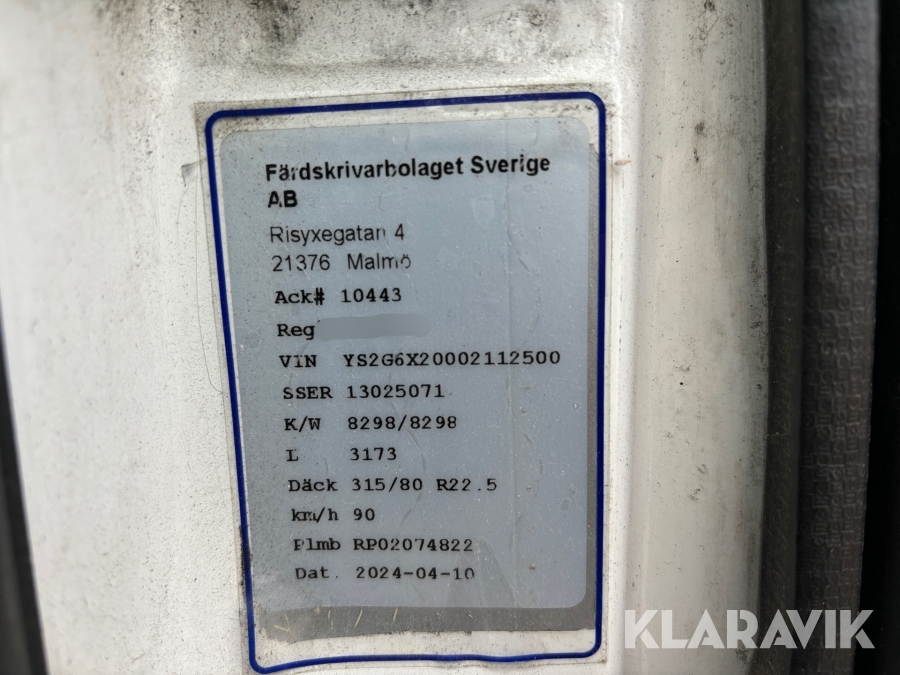 Färdskrivarbolaget Sverige
AB
Risyxegatan 4
21376 Malmö
Ack# 10443
Reg
VIN YS2G6X20002112500
SSER 13025071
K/W 8298/8298
L 3173
Däck 315/80 R22.5
km/h 90
Plmb RP02074822
Dat. 2024-04-10
KLARAVIK